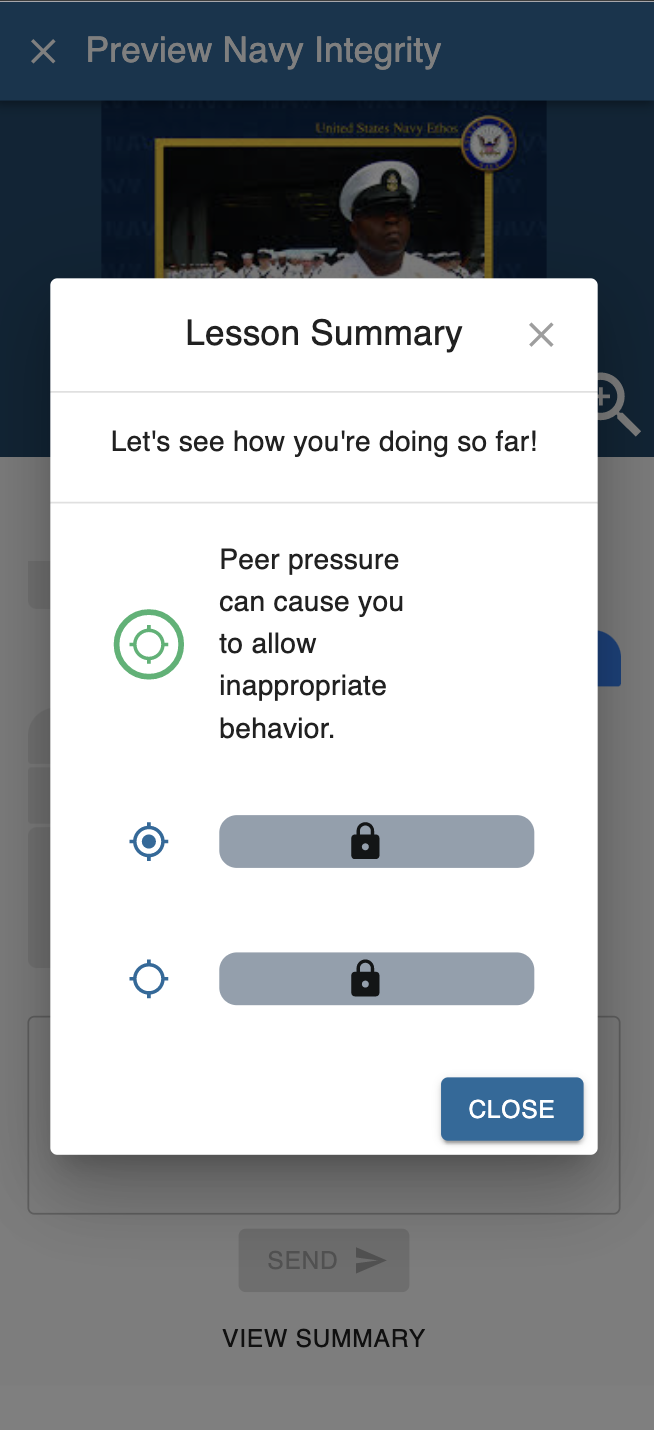 Preview Navy Integrity
United States Navy Ethos
Lesson Summary
Let's see how you're doing so far!
Peer pressure
can cause you
to allow
inappropriate
behavior.
CLOSE
SEND
VIEW SUMMARY